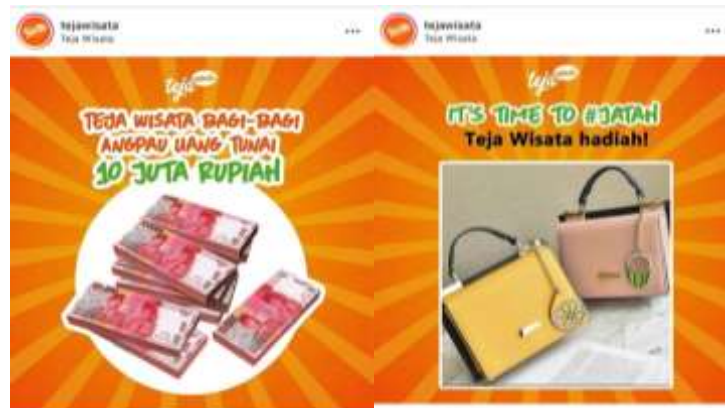 tejawisata
Teja Wisata
teja
TEJA WISATA BAGI-BAGI
ANGPAU UANG TUNAI
10 JUTA RUPIAH
tejawisata
Teja Wisata
teja
IT'S TIME TO #JATAH
Teja Wisata hadiah!